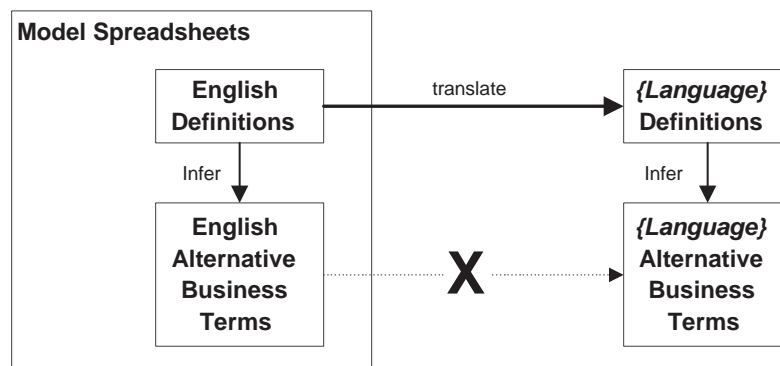 Model Spreadsheets
English
Definitions
translate
{Language}
Definitions
Infer
Infer
English
Alternative
Business
Terms
X
{Language}
Alternative
Business
Terms